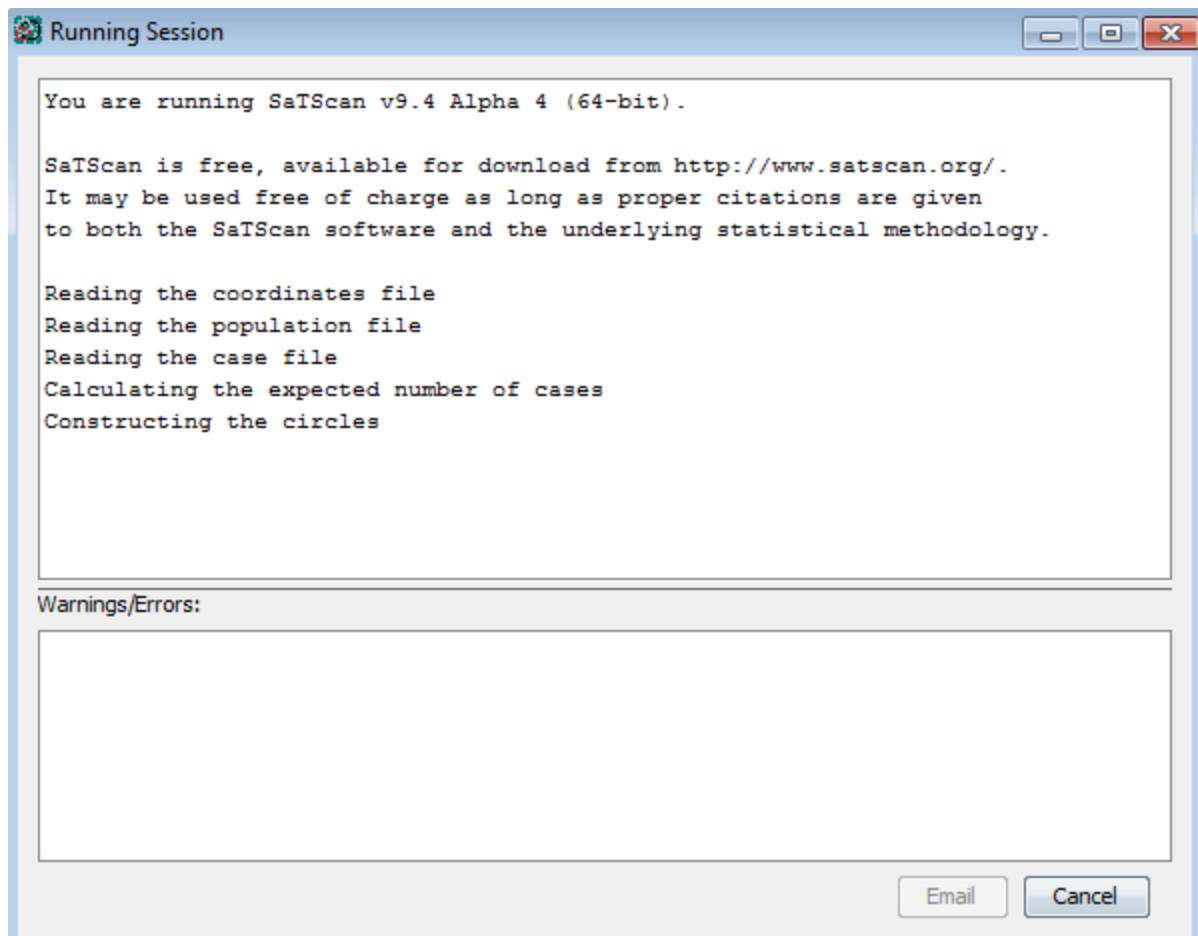 Running Session
You are running SaTScan v9.4 Alpha 4 (64-bit).
SaTScan is free, available for download from http://www.satscan.org/.
It may be used free of charge as long as proper citations are given
to both the SaTScan software and the underlying statistical methodology.
Reading the coordinates file
Reading the population file
Reading the case file
Calculating the expected number of cases
Constructing the circles
Warnings/Errors:
Email Cancel